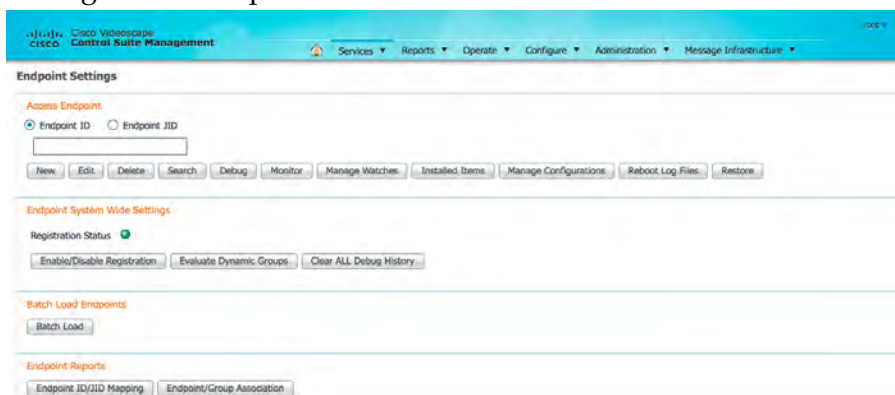 Cisco Videoscape
CISCO Control Suite Management
Services Reports Operate Configure Administration Message Infrastructure
Endpoint Settings
Access Endpoint
Endpoint ID Endpoint JID
New Edit Delete Search Debug Monitor Manage Watches Installed Items Manage Configurations Reboot Log Files Restore
Endpoint System Wide Settings
Registration Status
Enable/Disable Registration Evaluate Dynamic Groups Clear ALL Debug History
Batch Load Endpoints
Batch Load
Endpoint Reports
Endpoint ID/JID Mapping Endpoint/Group Association